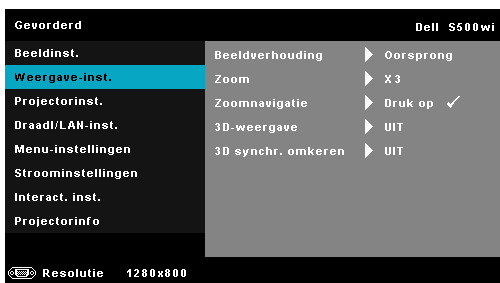 Gevorderd Dell S500wi
Beeldinst.
Weergave-inst.
Projectorinst.
Draadl/LAN-inst.
Menu-instellingen
Stroominstellingen
Interact. inst.
Projectorinfo
Beeldverhouding Oorsprong
Zoom X3
Zoomnavigatie Druk op
3D-weergave UIT
3D synchr. omkeren UIT
Resolutie 1280x800